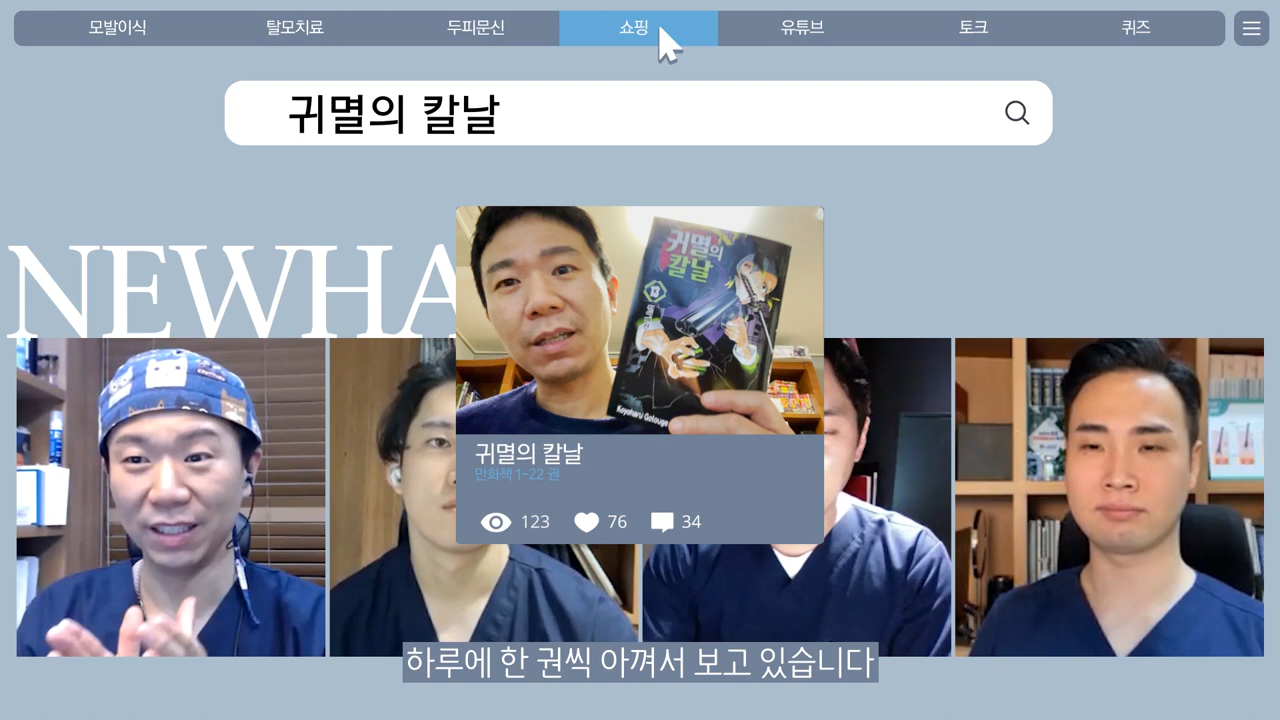 모발이식
탈모치료
두피문신
쇼핑
유튜브
토크
퀴즈
귀멸의 칼날
NEWHA
귀멸의
칼날
13
Koyoharu Gotouge
귀멸의 칼날
만화책 1~22 권
123
76
34
하루에 한 권씩 아껴서 보고 있습니다